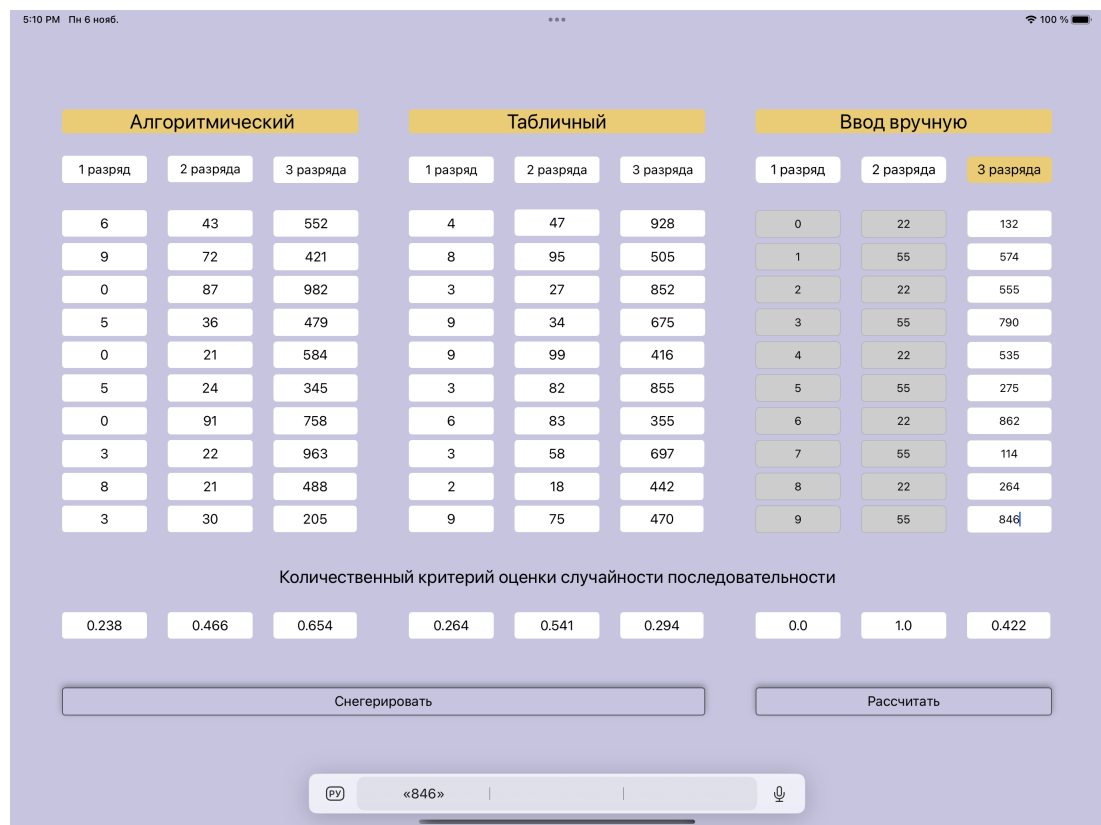 5:10 PM Пн 6 нояб. 100 %
Алгоритмический Табличный Ввод вручную
1 разряд 2 разряда 3 разряда 1 разряд 2 разряда 3 разряда 1 разряд 2 разряда 3 разряда
6 43 552 4 47 928 0 22 132
9 72 421 8 95 505 1 55 574
0 87 982 3 27 852 2 22 555
5 36 479 9 34 675 3 55 790
0 21 584 9 99 416 4 22 535
5 24 345 3 82 855 5 55 275
0 91 758 6 83 355 6 22 862
3 22 963 3 58 697 7 55 114
8 21 488 2 18 442 8 22 264
3 30 205 9 75 470 9 55 846
Количественный критерий оценки случайности последовательности
0.238 0.466 0.654 0.264 0.541 0.294 0.0 1.0 0.422
Снегерировать Рассчитать
РУ «846»